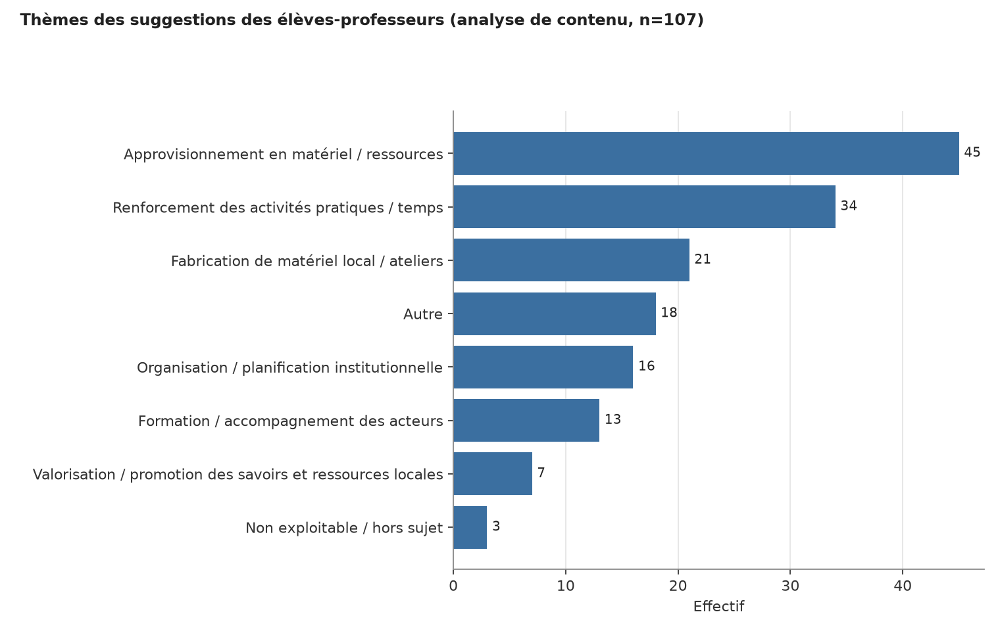 Thèmes des suggestions des élèves-professeurs (analyse de contenu, n=107)
Approvisionnement en matériel / ressources 45
Renforcement des activités pratiques / temps 34
Fabrication de matériel local / ateliers 21
Autre 18
Organisation / planification institutionnelle 16
Formation / accompagnement des acteurs 13
Valorisation / promotion des savoirs et ressources locales 7
Non exploitable / hors sujet 3
0 10 20 30 40
Effectif